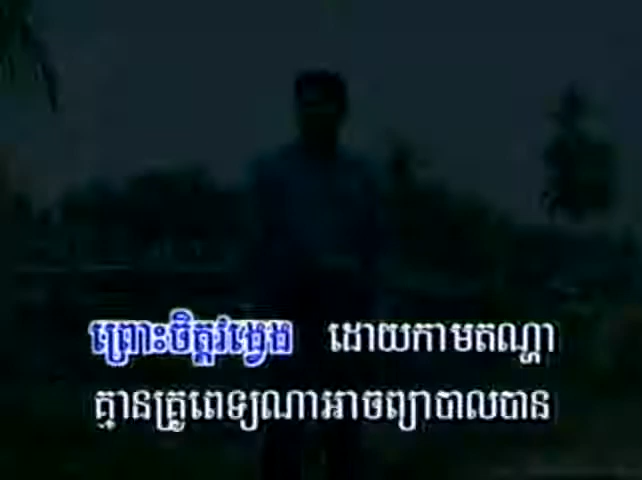 ព្រោះចិត្តវង្វេង ដោយកាមតណ្ហា
គ្មានគ្រូពេទ្យណាអាចព្យាបាលបាន